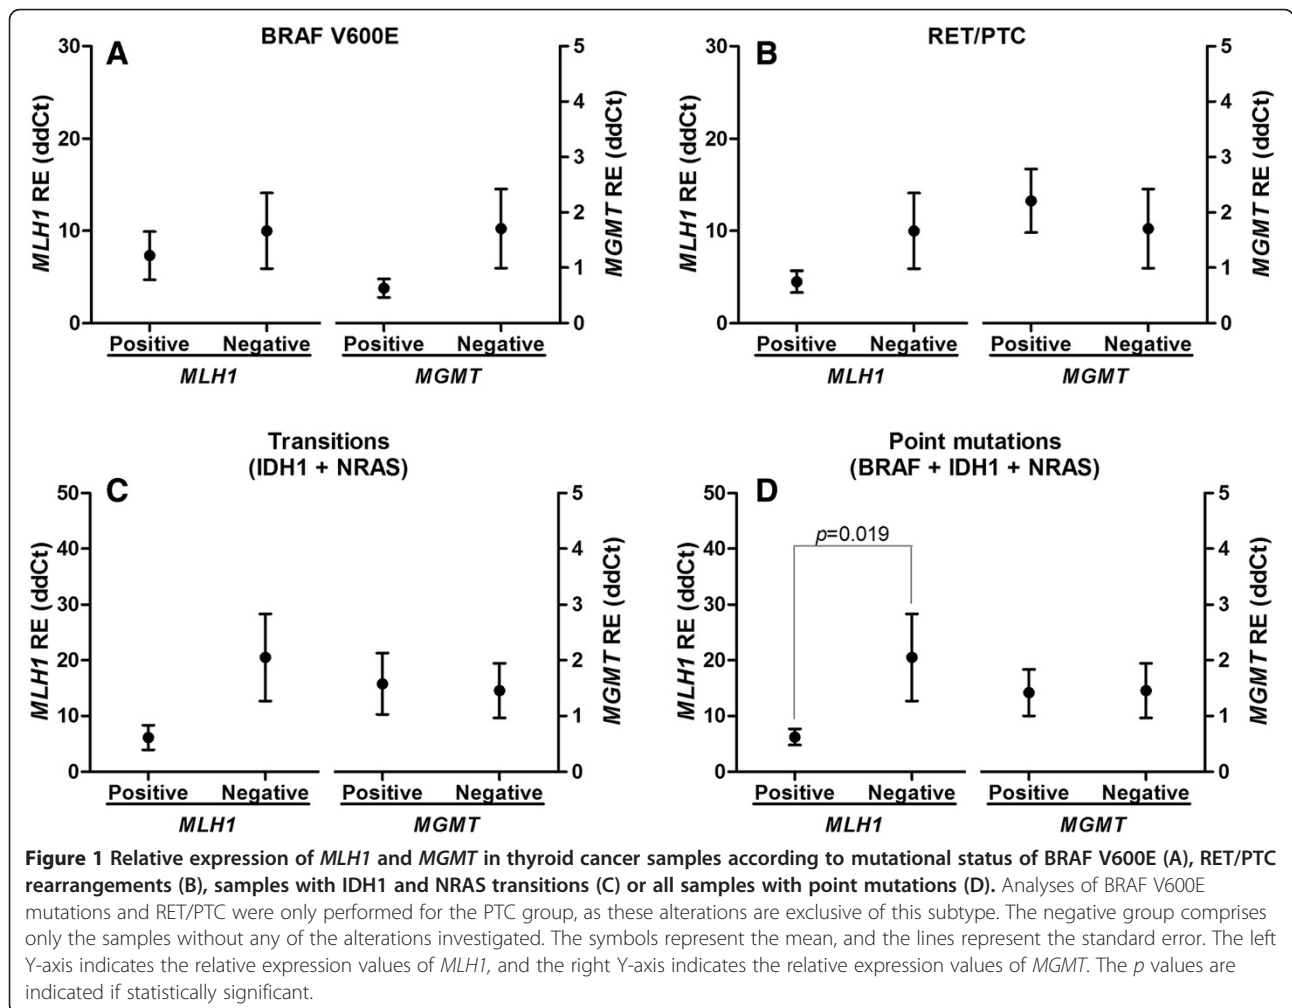 A
BRAF V600E
30
20
10
0
MLH1 RE (ddCt)
5
4
3
2
1
0
MGMT RE (ddCt)
Positive Negative Positive Negative
MLH1 MGMT
B
RET/PTC
30
20
10
0
MLH1 RE (ddCt)
5
4
3
2
1
0
MGMT RE (ddCt)
Positive Negative Positive Negative
MLH1 MGMT
Transitions
(IDH1 + NRAS)
C
50
40
30
20
10
0
MLH1 RE (ddCt)
5
4
3
2
1
0
MGMT RE (ddCt)
Positive Negative Positive Negative
MLH1 MGMT
Point mutations
(BRAF + IDH1 + NRAS)
D
50
40
30
20
10
0
MLH1 RE (ddCt)
p=0.019
5
4
3
2
1
0
MGMT RE (ddCt)
Positive Negative Positive Negative
MLH1 MGMT
Figure 1 Relative expression of MLH1 and MGMT in thyroid cancer samples according to mutational status of BRAF V600E (A), RET/PTC
rearrangements (B), samples with IDH1 and NRAS transitions (C) or all samples with point mutations (D). Analyses of BRAF V600E
mutations and RET/PTC were only performed for the PTC group, as these alterations are exclusive of this subtype. The negative group comprises
only the samples without any of the alterations investigated. The symbols represent the mean, and the lines represent the standard error. The left
Y-axis indicates the relative expression values of MLH1, and the right Y-axis indicates the relative expression values of MGMT. The p values are
indicated if statistically significant.